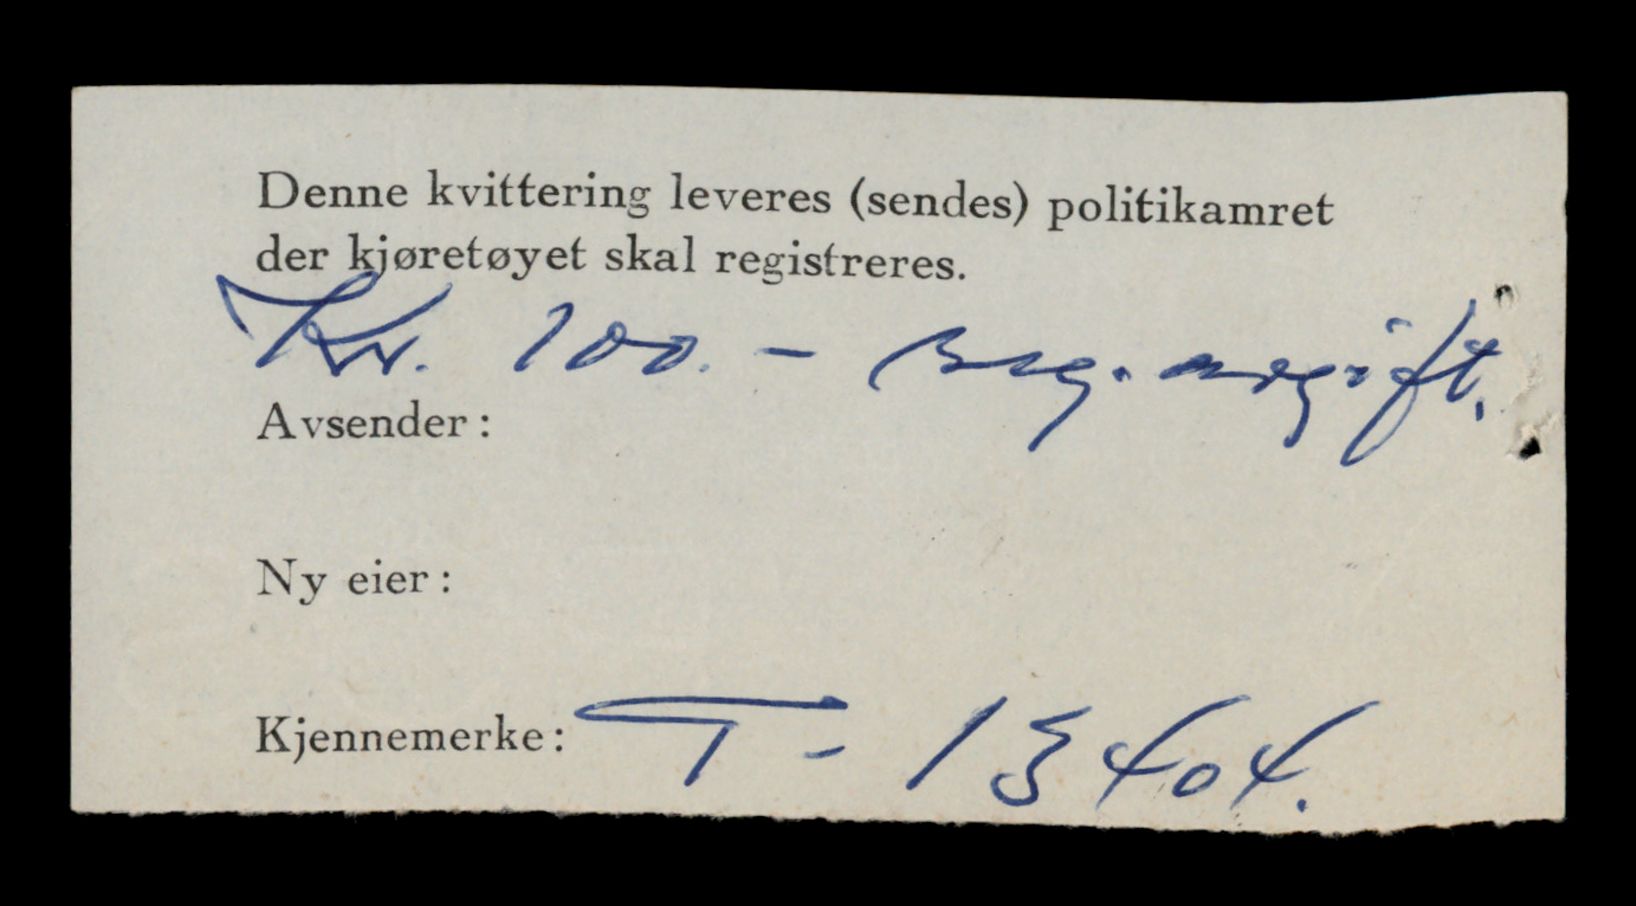 Denne kvittering leveres (sendes) politikamret
der kjøretøyet skal registreres.
Kr. 100. - Reg. avgift.
Avsender:
Ny eier:
Kjennemerke: T- 13404.